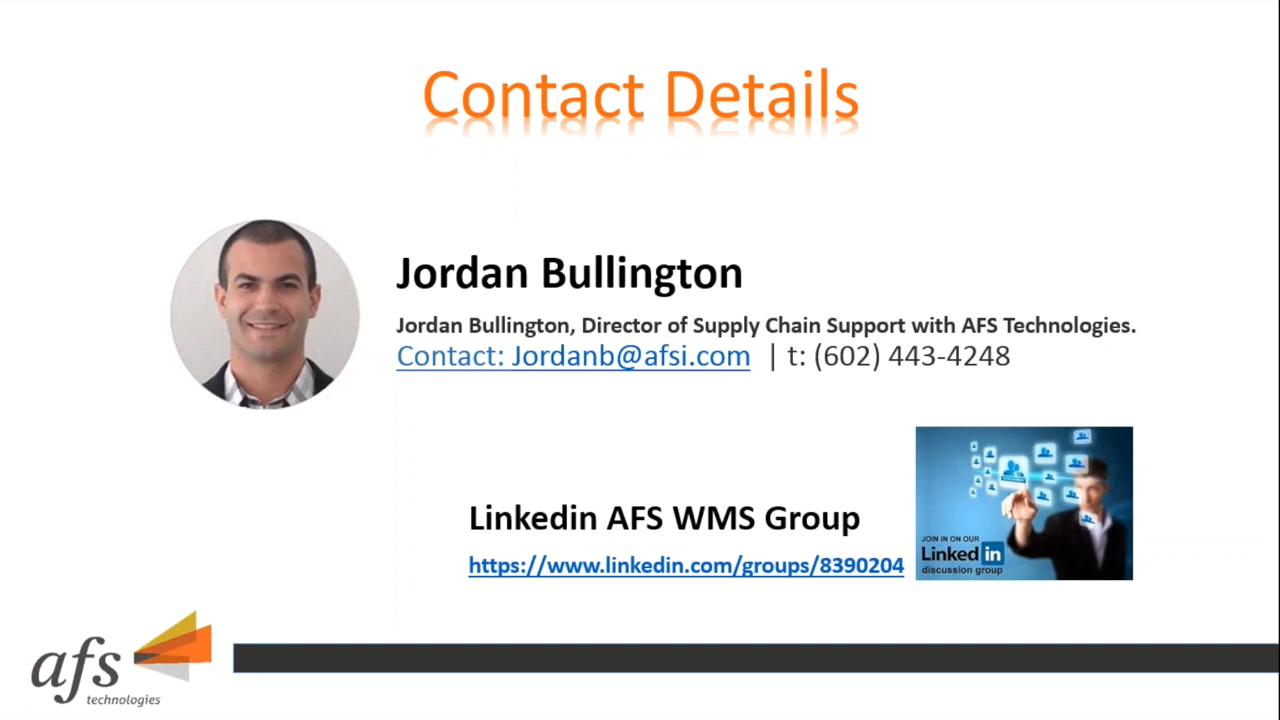 Contact Details
Jordan Bullington
Jordan Bullington, Director of Supply Chain Support with AFS Technologies.
Contact: Jordanb@afsi.com | t: (602) 443-4248
Linkedin AFS WMS Group
https://www.linkedin.com/groups/8390204
JOIN IN ON OUR
Linked in
discussion group
afs
technologies